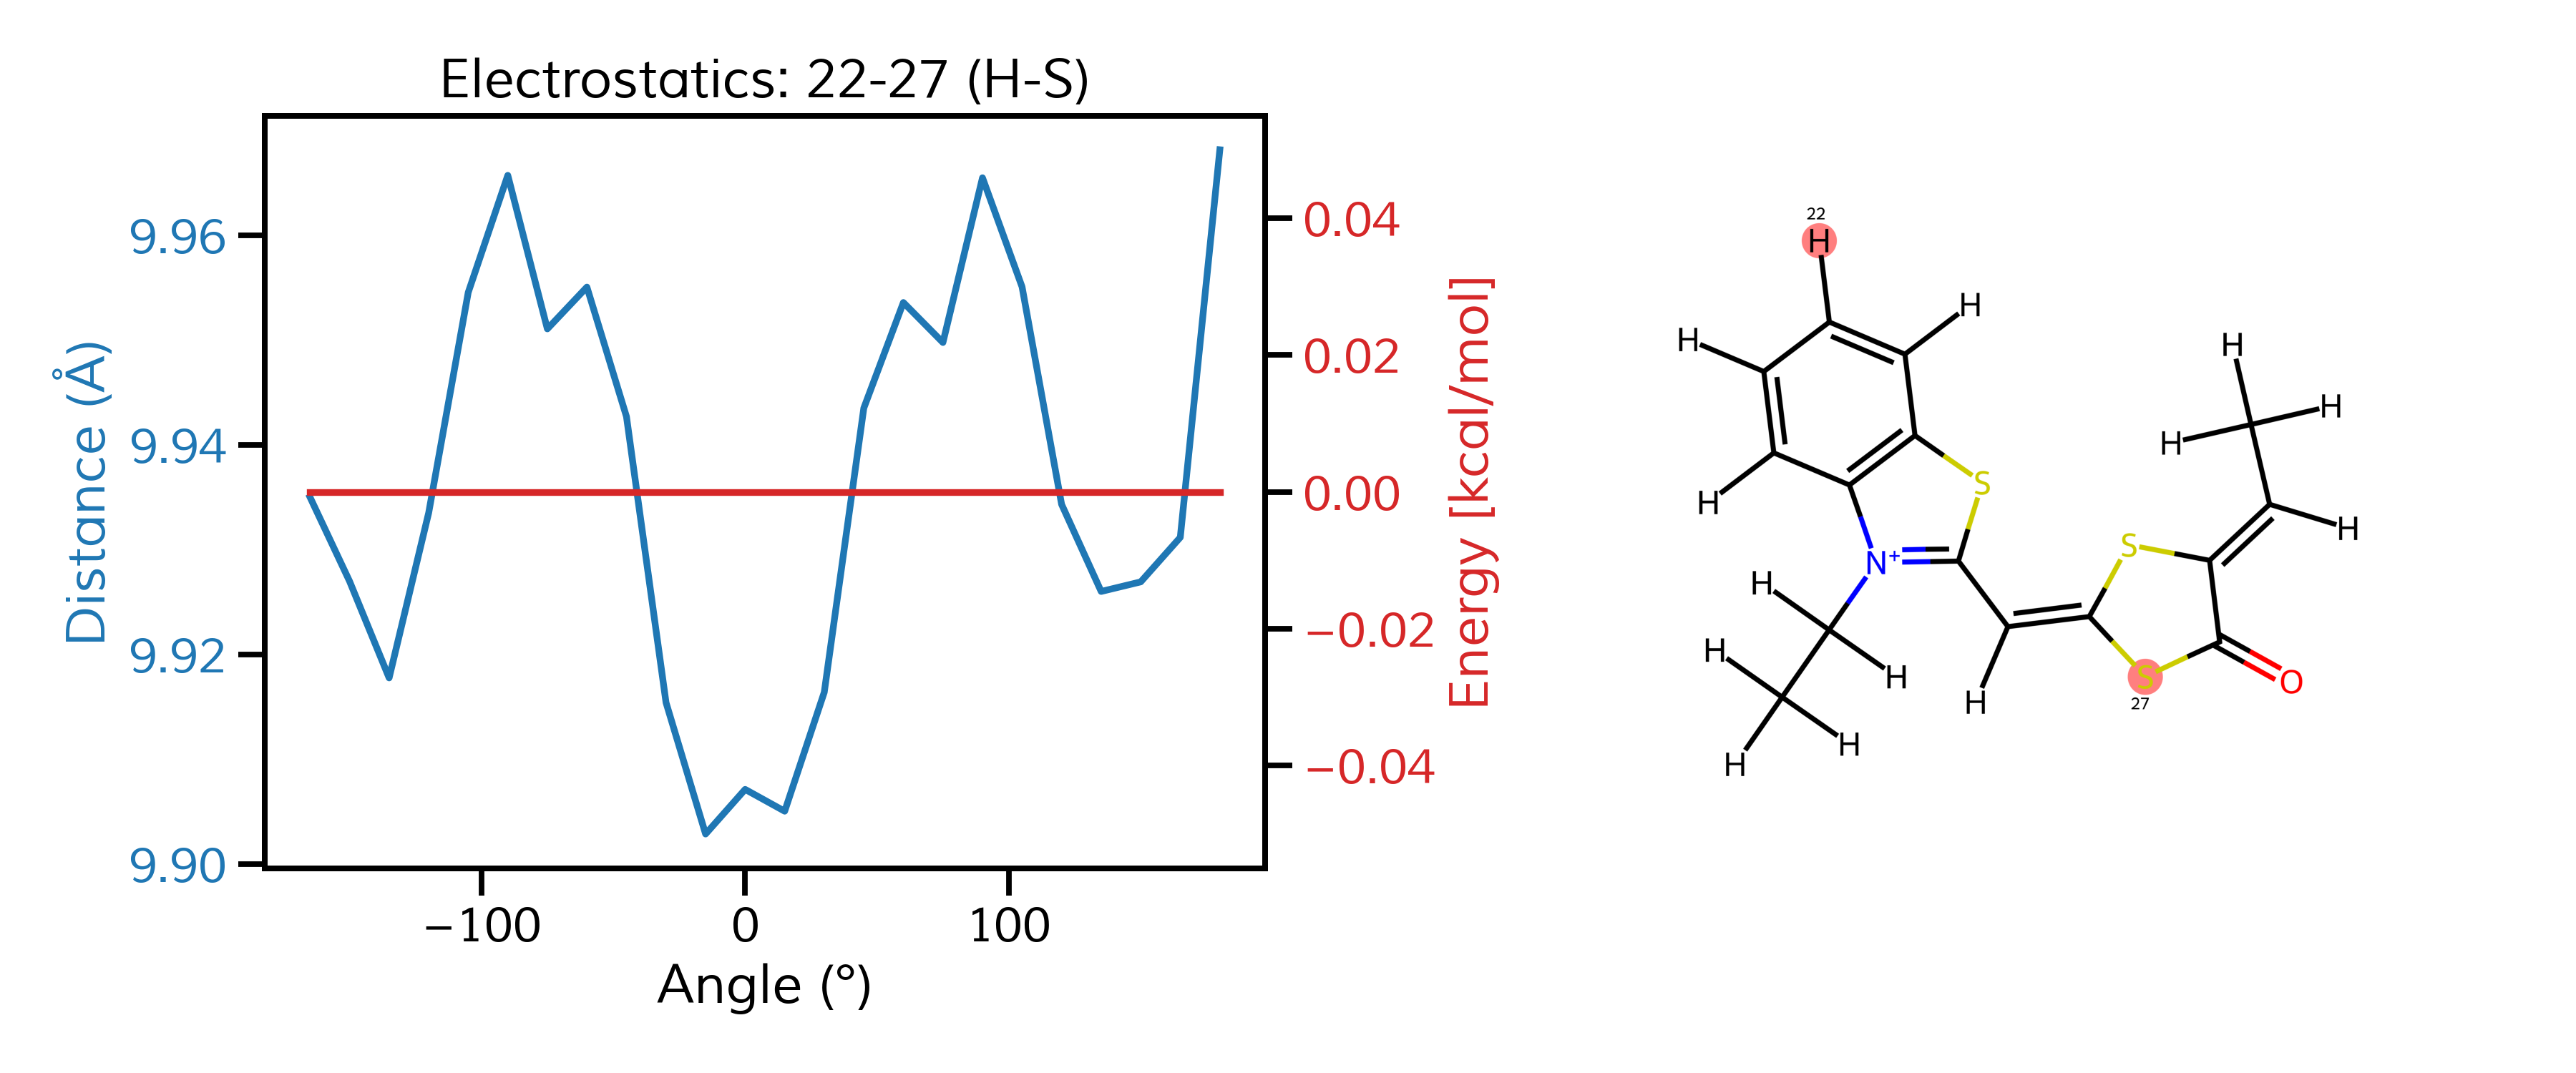 Electrostatics: 22-27 (H-S)
Distance (Å)
9.96
9.94
9.92
9.90
−100
0
100
Angle (°)
0.04
0.02
0.00
−0.02
−0.04
Energy [kcal/mol]
22
H
H
H
H
H
H
H
S
S
H
N⁺
H
H
H
S
O
H
27
H
H